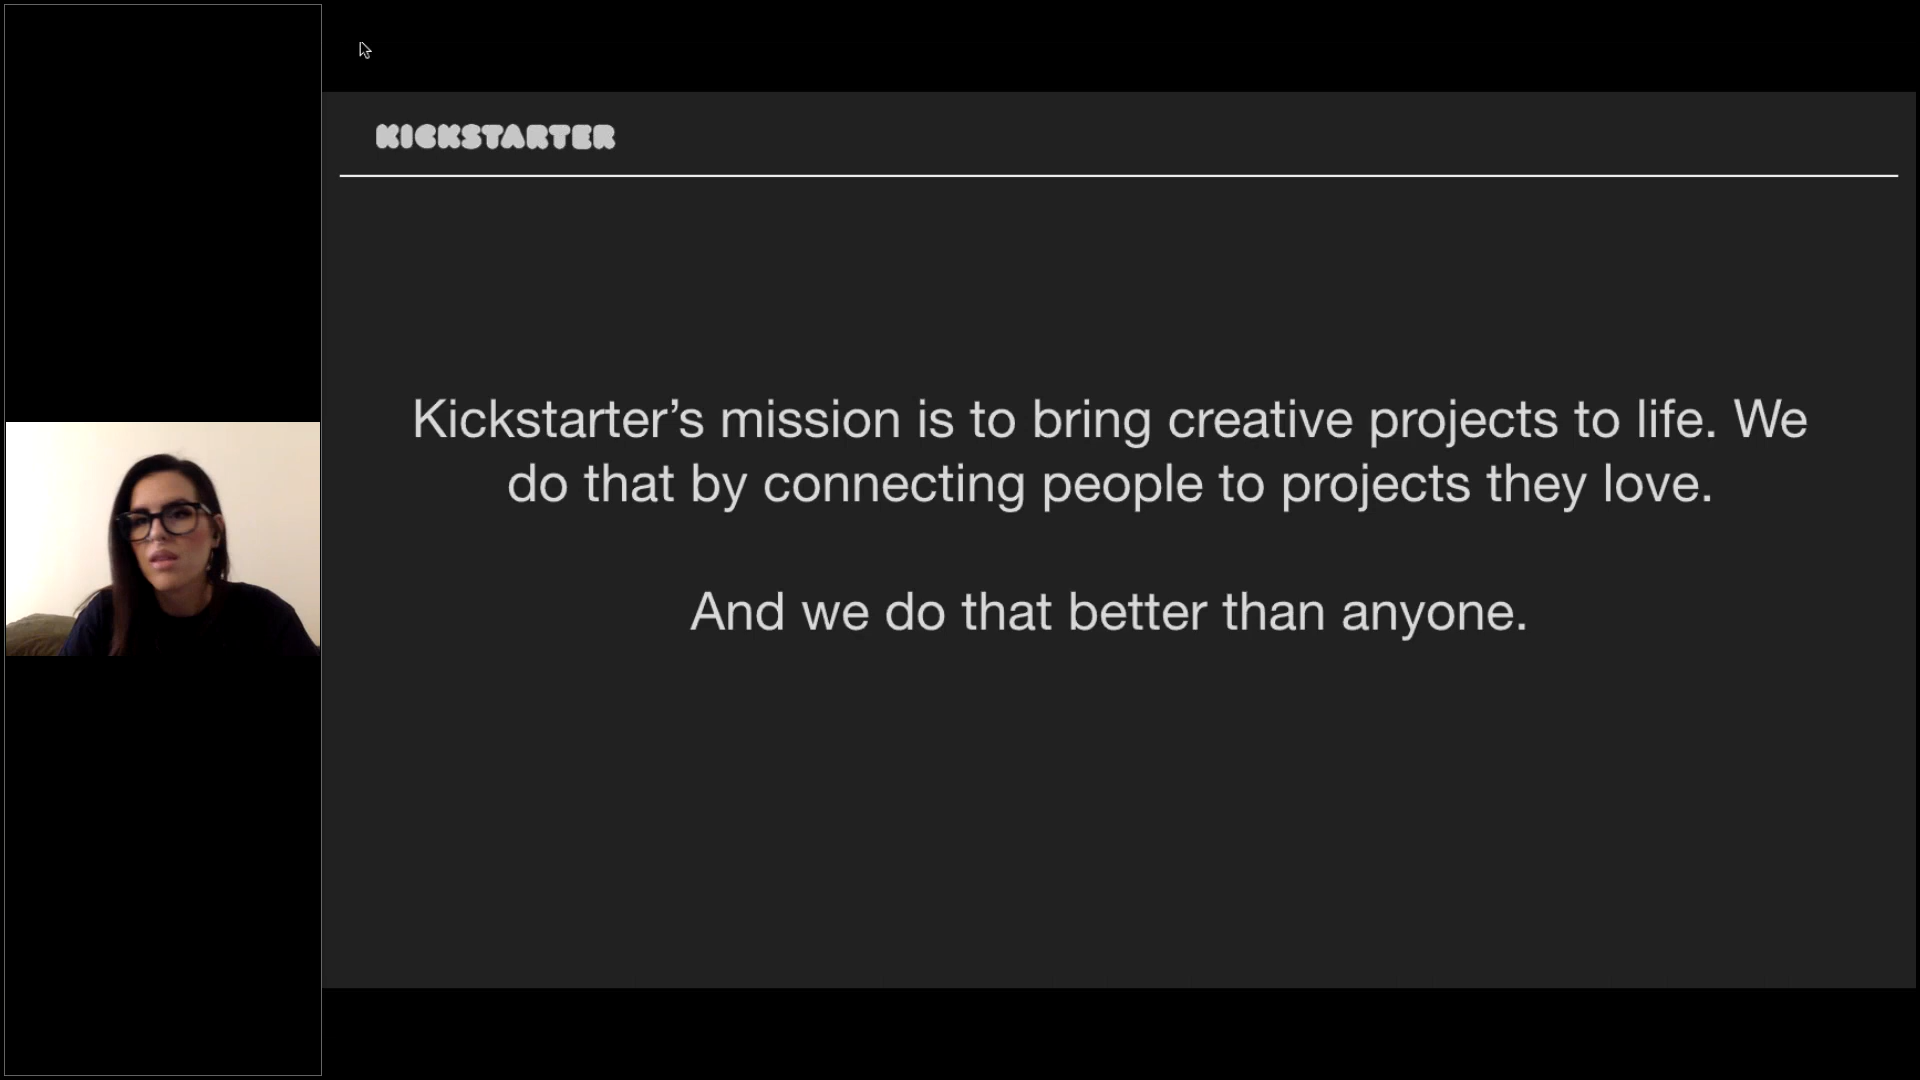 KICKSTARTER
Kickstarter’s mission is to bring creative projects to life. We
do that by connecting people to projects they love.
And we do that better than anyone.